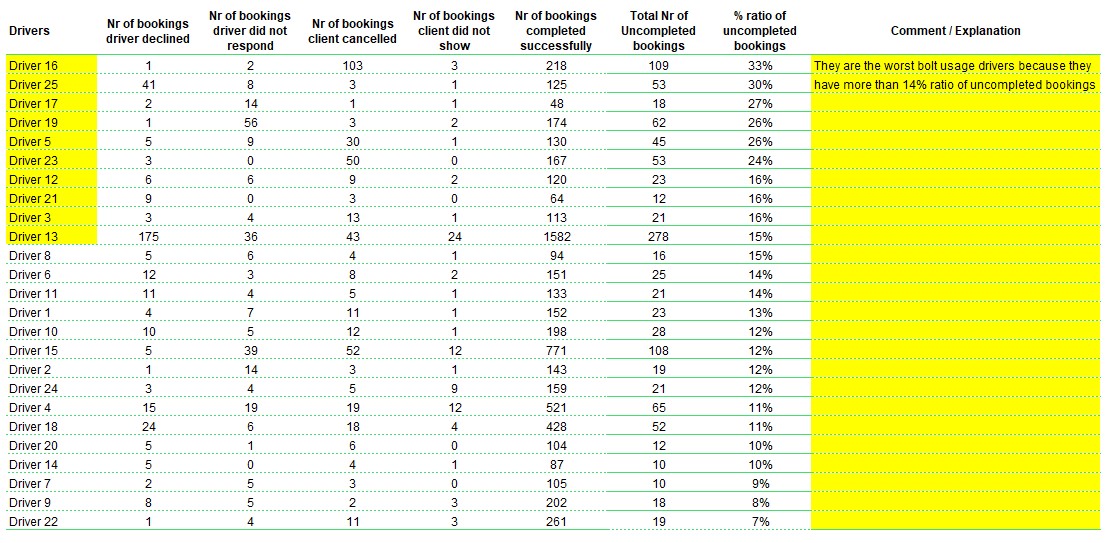 Drivers Nr of bookings driver declined Nr of bookings driver did not respond Nr of bookings client cancelled Nr of bookings client did not show Nr of bookings completed successfully Total Nr of Uncompleted bookings % ratio of uncompleted bookings Comment / Explanation
Driver 16 1 2 103 3 218 109 33% They are the worst bolt usage drivers because they
Driver 25 41 8 3 1 125 53 30% have more than 14% ratio of uncompleted bookings
Driver 17 2 14 1 1 48 18 27%
Driver 19 1 56 3 2 174 62 26%
Driver 5 5 9 30 1 130 45 26%
Driver 23 3 0 50 0 167 53 24%
Driver 12 6 6 9 2 120 23 16%
Driver 21 9 0 3 0 64 12 16%
Driver 3 3 4 13 1 113 21 16%
Driver 13 175 36 43 24 1582 278 15%
Driver 8 5 6 4 1 94 16 15%
Driver 6 12 3 8 2 151 25 14%
Driver 11 11 4 5 1 133 21 14%
Driver 1 4 7 11 1 152 23 13%
Driver 10 10 5 12 1 198 28 12%
Driver 15 5 39 52 12 771 108 12%
Driver 2 1 14 3 1 143 19 12%
Driver 24 3 4 5 9 159 21 12%
Driver 4 15 19 19 12 521 65 11%
Driver 18 24 6 18 4 428 52 11%
Driver 20 5 1 6 0 104 12 10%
Driver 14 5 0 4 1 87 10 10%
Driver 7 2 5 3 0 105 10 9%
Driver 9 8 5 2 3 202 18 8%
Driver 22 1 4 11 3 261 19 7%